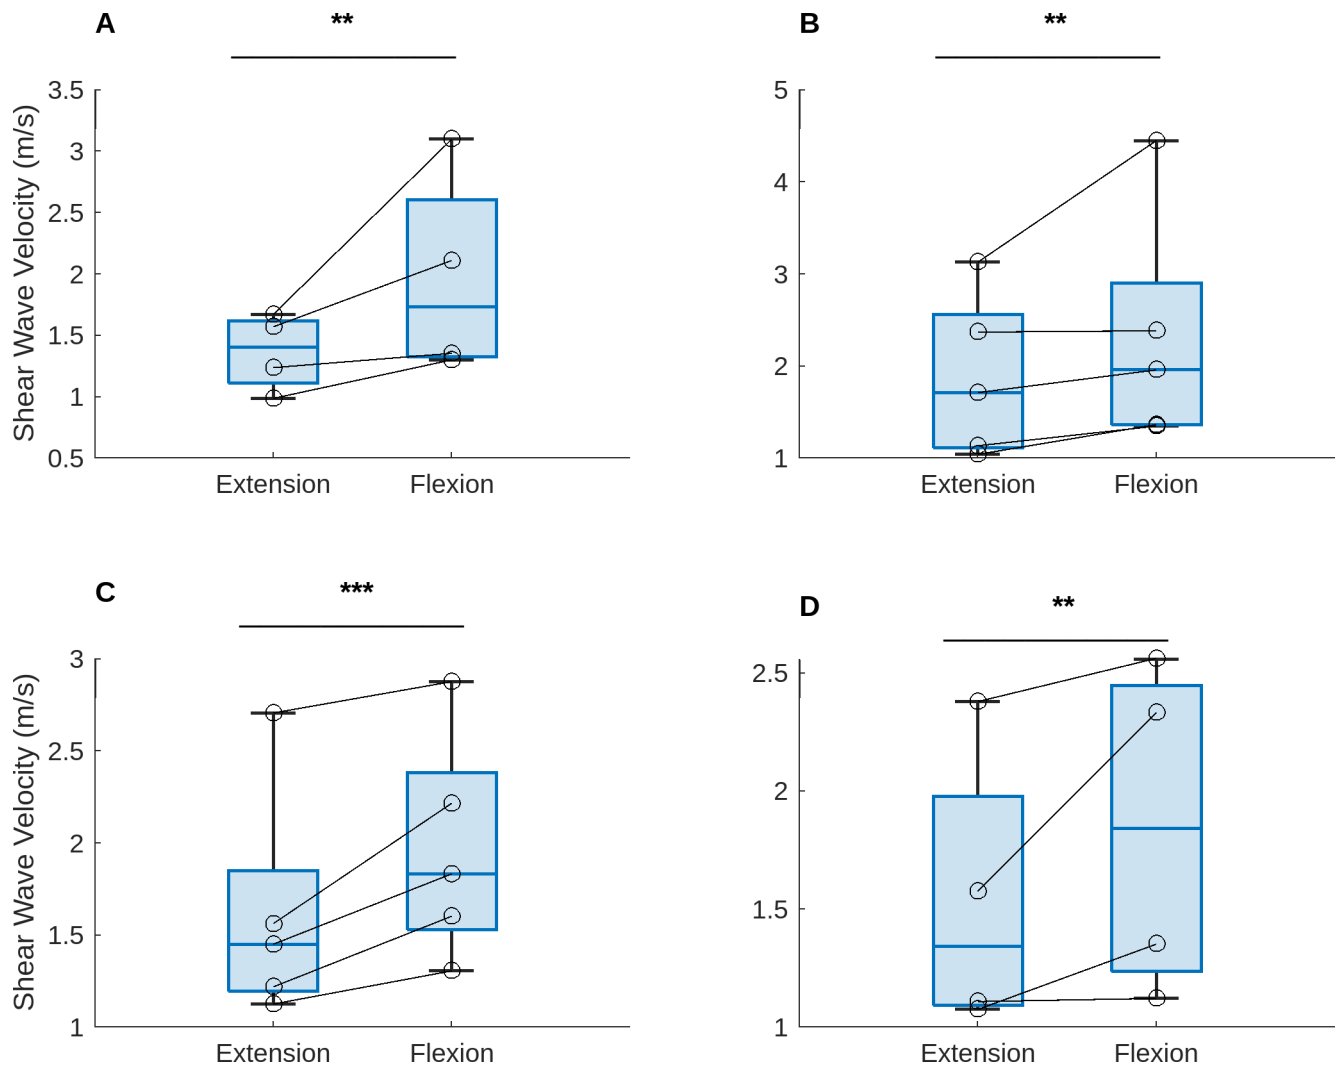 A
**
Shear Wave Velocity (m/s)
3.5
3
2.5
2
1.5
1
0.5
Extension
Flexion
B
**
5
4
3
2
1
Extension
Flexion
C
***
Shear Wave Velocity (m/s)
3
2.5
2
1.5
1
Extension
Flexion
D
**
2.5
2
1.5
1
Extension
Flexion